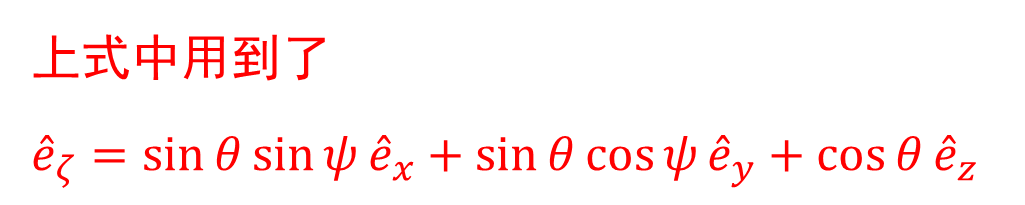 上式中用到了
ê_ζ = sin θ sin ψ ê_x + sin θ cos ψ ê_y + cos θ ê_z